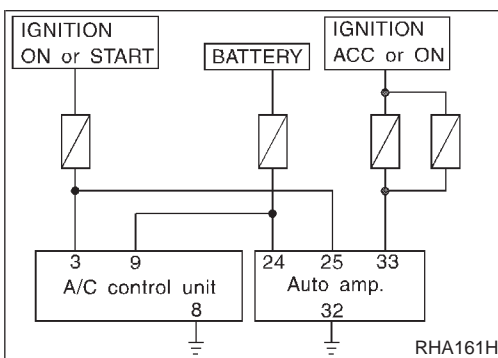 IGNITION
ON or START
BATTERY
IGNITION
ACC or ON
3 9
24 25 33
A/C control unit
Auto amp.
8
32
RHA161H